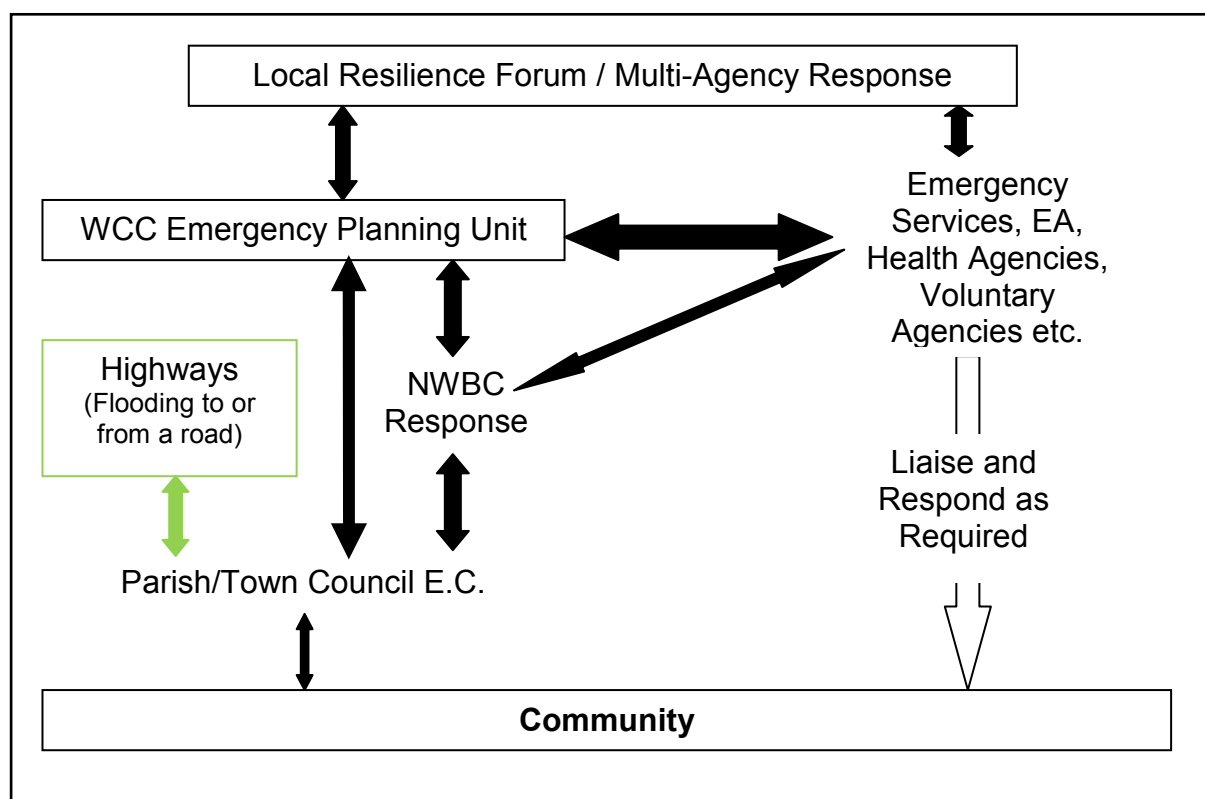 Local Resilience Forum / Multi-Agency Response
WCC Emergency Planning Unit
Emergency
Services, EA,
Health Agencies,
Voluntary
Agencies etc.
Highways
(Flooding to or
from a road)
NWBC
Response
Liaise and
Respond as
Required
Parish/Town Council E.C.
Community